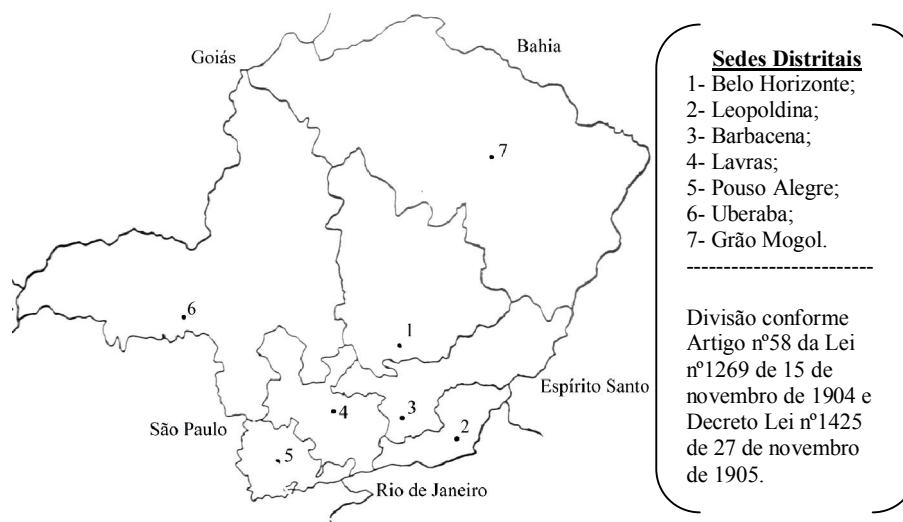 Goiás
Bahia
7
6
1
Espírito Santo
4
3
São Paulo
2
5
Rio de Janeiro
Sedes Distritais
1- Belo Horizonte;
2- Leopoldina;
3- Barbacena;
4- Lavras;
5- Pouso Alegre;
6- Uberaba;
7- Grão Mogol.
---------------------------
Divisão conforme
Artigo nº58 da Lei
nº1269 de 15 de
novembro de 1904 e
Decreto Lei nº1425
de 27 de novembro
de 1905.